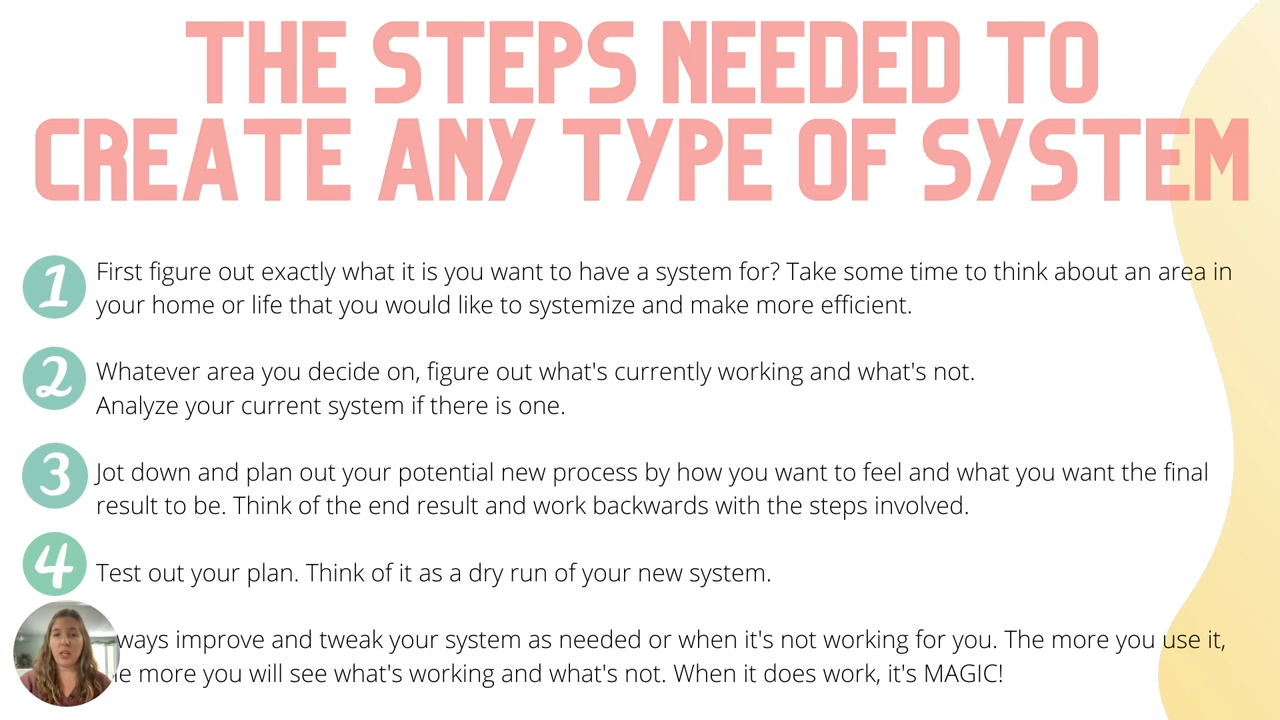 THE STEPS NEEDED TO
CREATE ANY TYPE OF SYSTEM
1 First figure out exactly what it is you want to have a system for? Take some time to think about an area in
your home or life that you would like to systemize and make more efficient.
2 Whatever area you decide on, figure out what's currently working and what's not.
Analyze your current system if there is one.
3 Jot down and plan out your potential new process by how you want to feel and what you want the final
result to be. Think of the end result and work backwards with the steps involved.
4 Test out your plan. Think of it as a dry run of your new system.
improve and tweak your system as needed or when it's not working for you. The more you use it,
more you will see what's working and what's not. When it does work, it's MAGIC!